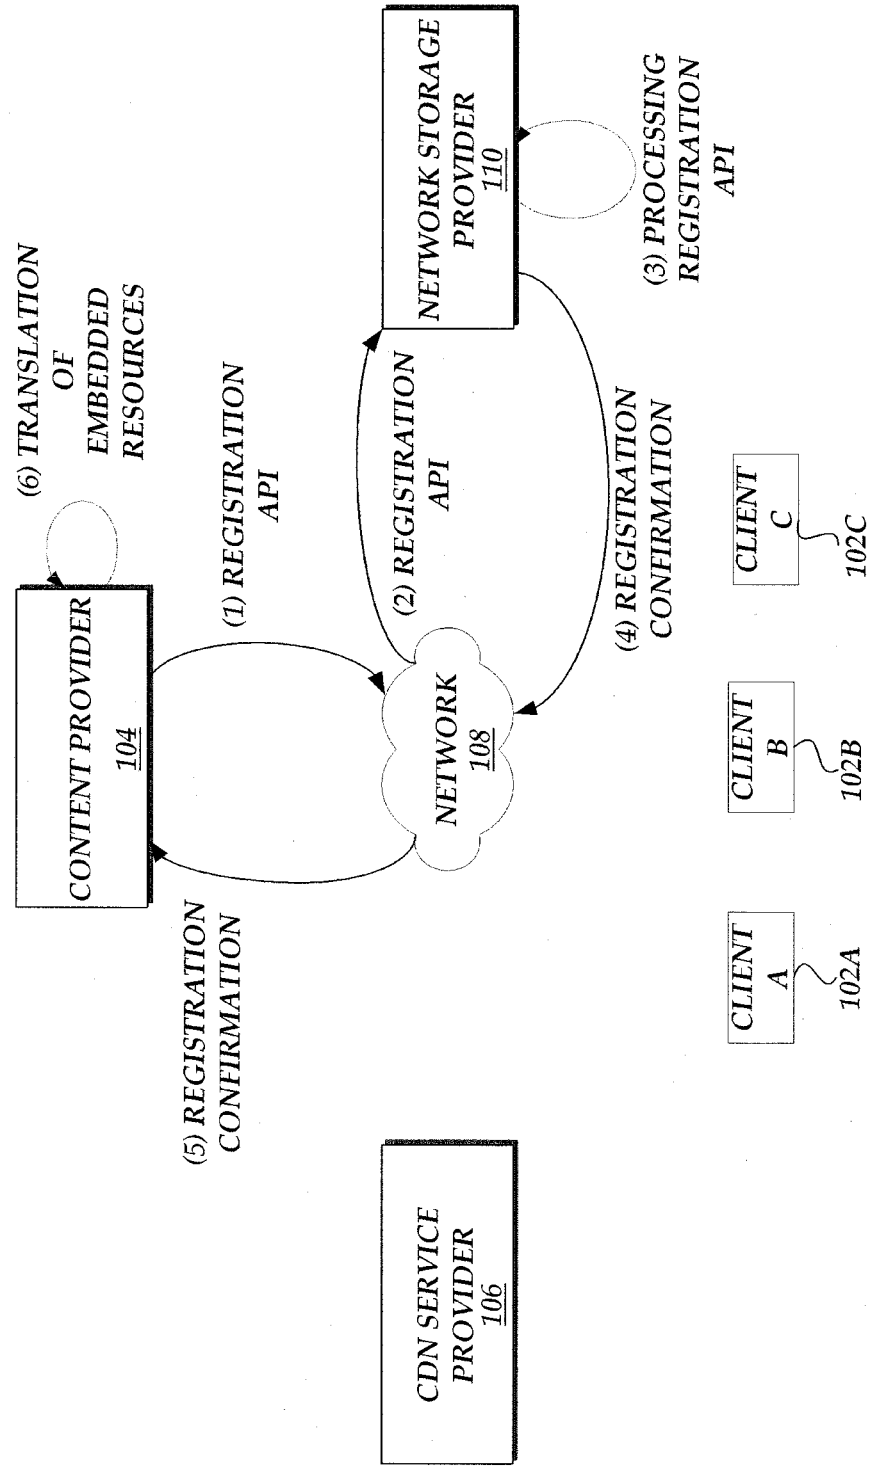 (6) TRANSLATION
OF
EMBEDDED
RESOURCES
CONTENT PROVIDER
104
(1) REGISTRATION
API
(5) REGISTRATION
CONFIRMATION
CDN SERVICE
PROVIDER
106
NETWORK
108
(2) REGISTRATION
API
NETWORK STORAGE
PROVIDER
110
(4) REGISTRATION
CONFIRMATION
(3) PROCESSING
REGISTRATION
API
CLIENT
A
102A
CLIENT
B
102B
CLIENT
C
102C